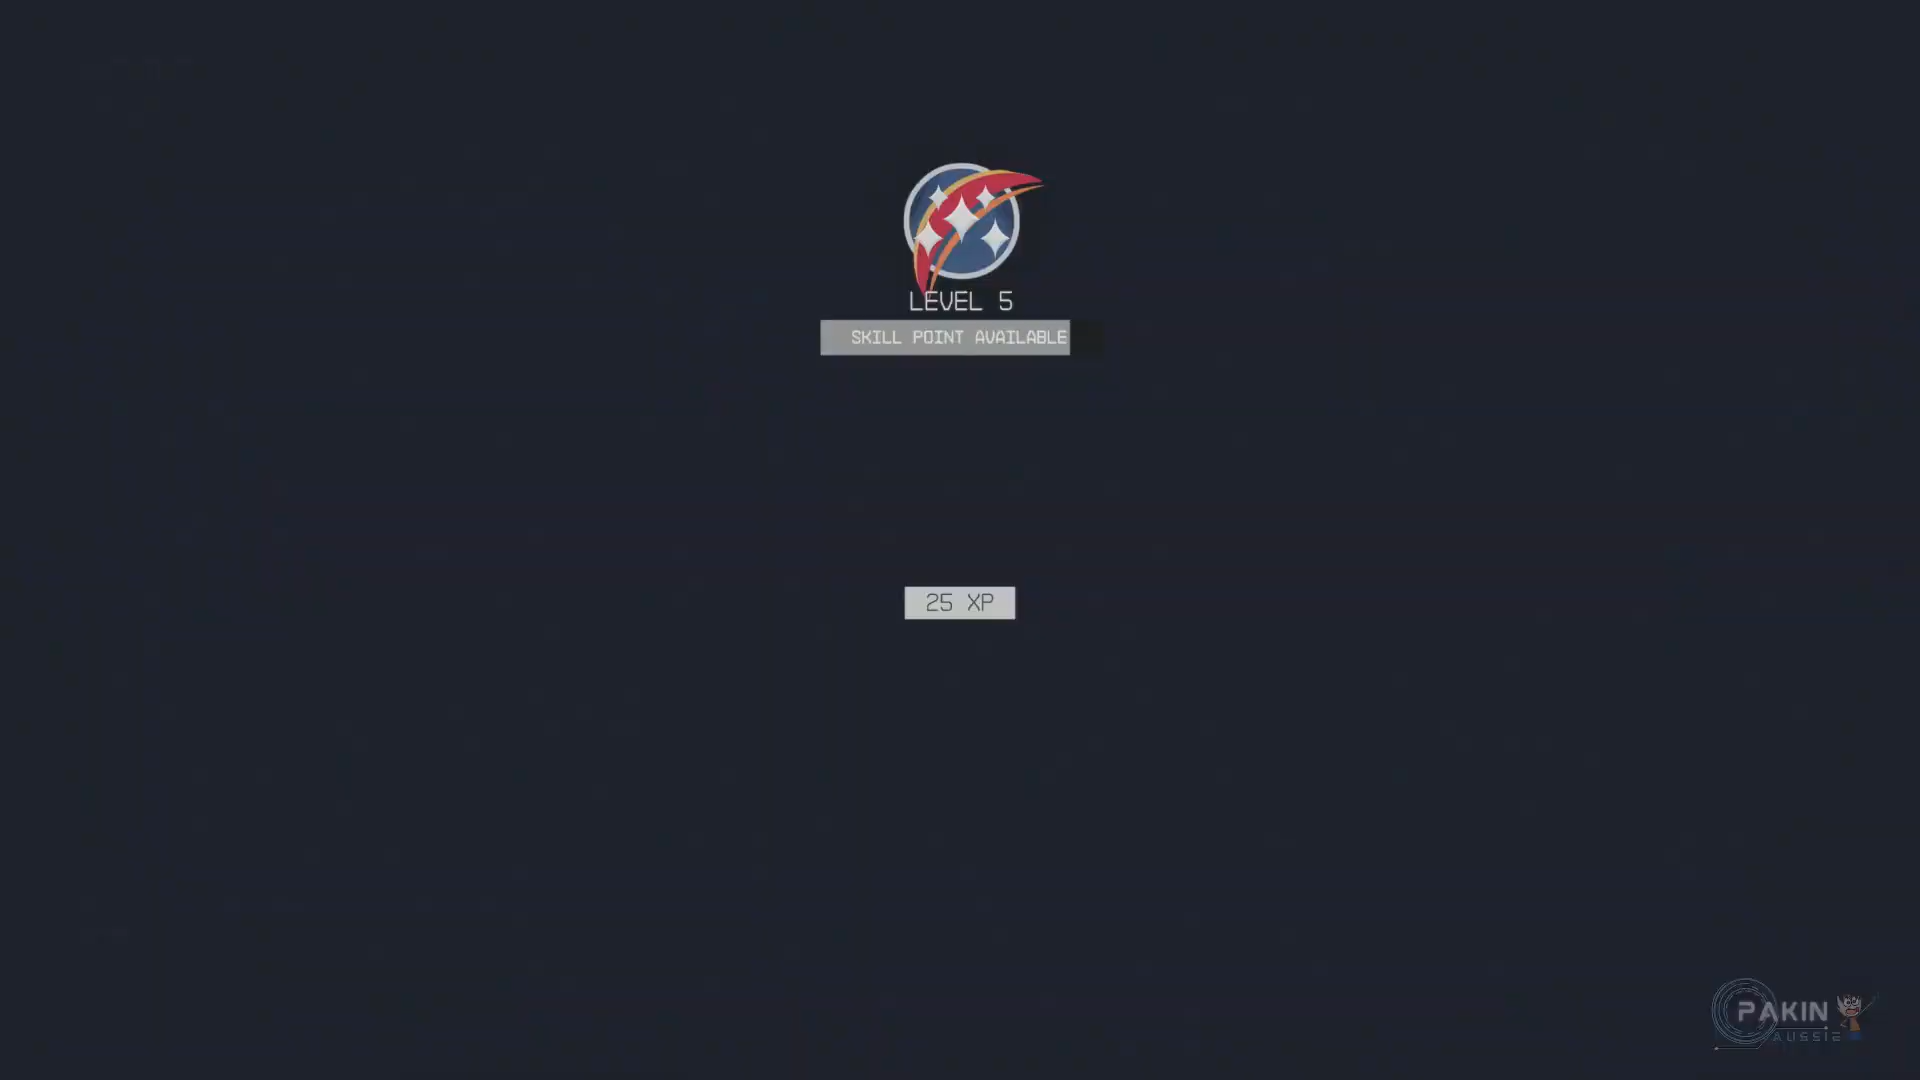 LEVEL 5
SKILL POINT AVAILABLE
25 XP
PAKIN
AUSSIE